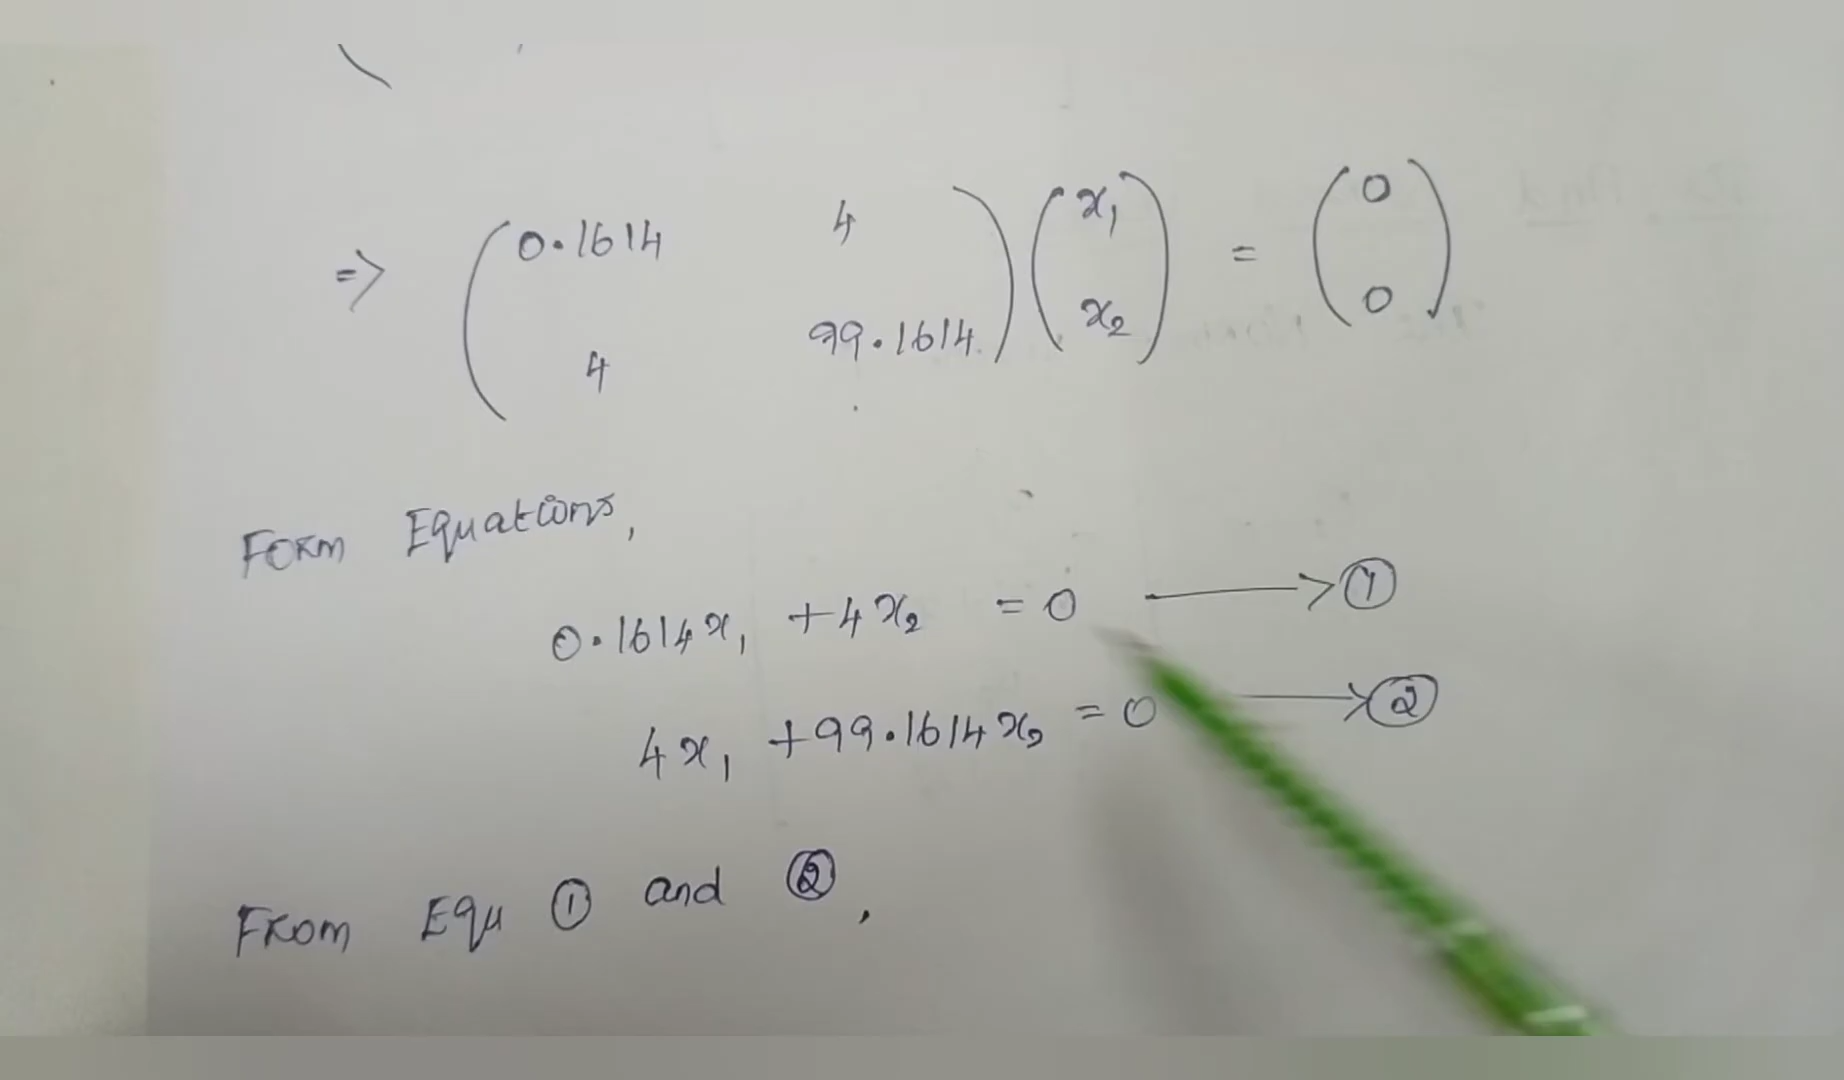 => ( 0.1614 4 ) ( x₁ ) = ( 0 )
( 4 99.1614 ) ( x₂ ) ( 0 )
Form Equations,
0.1614x₁ + 4x₂ = 0 ⟶ ①
4x₁ + 99.1614x₂ = 0 ⟶ ②
From Equ ① and ②,